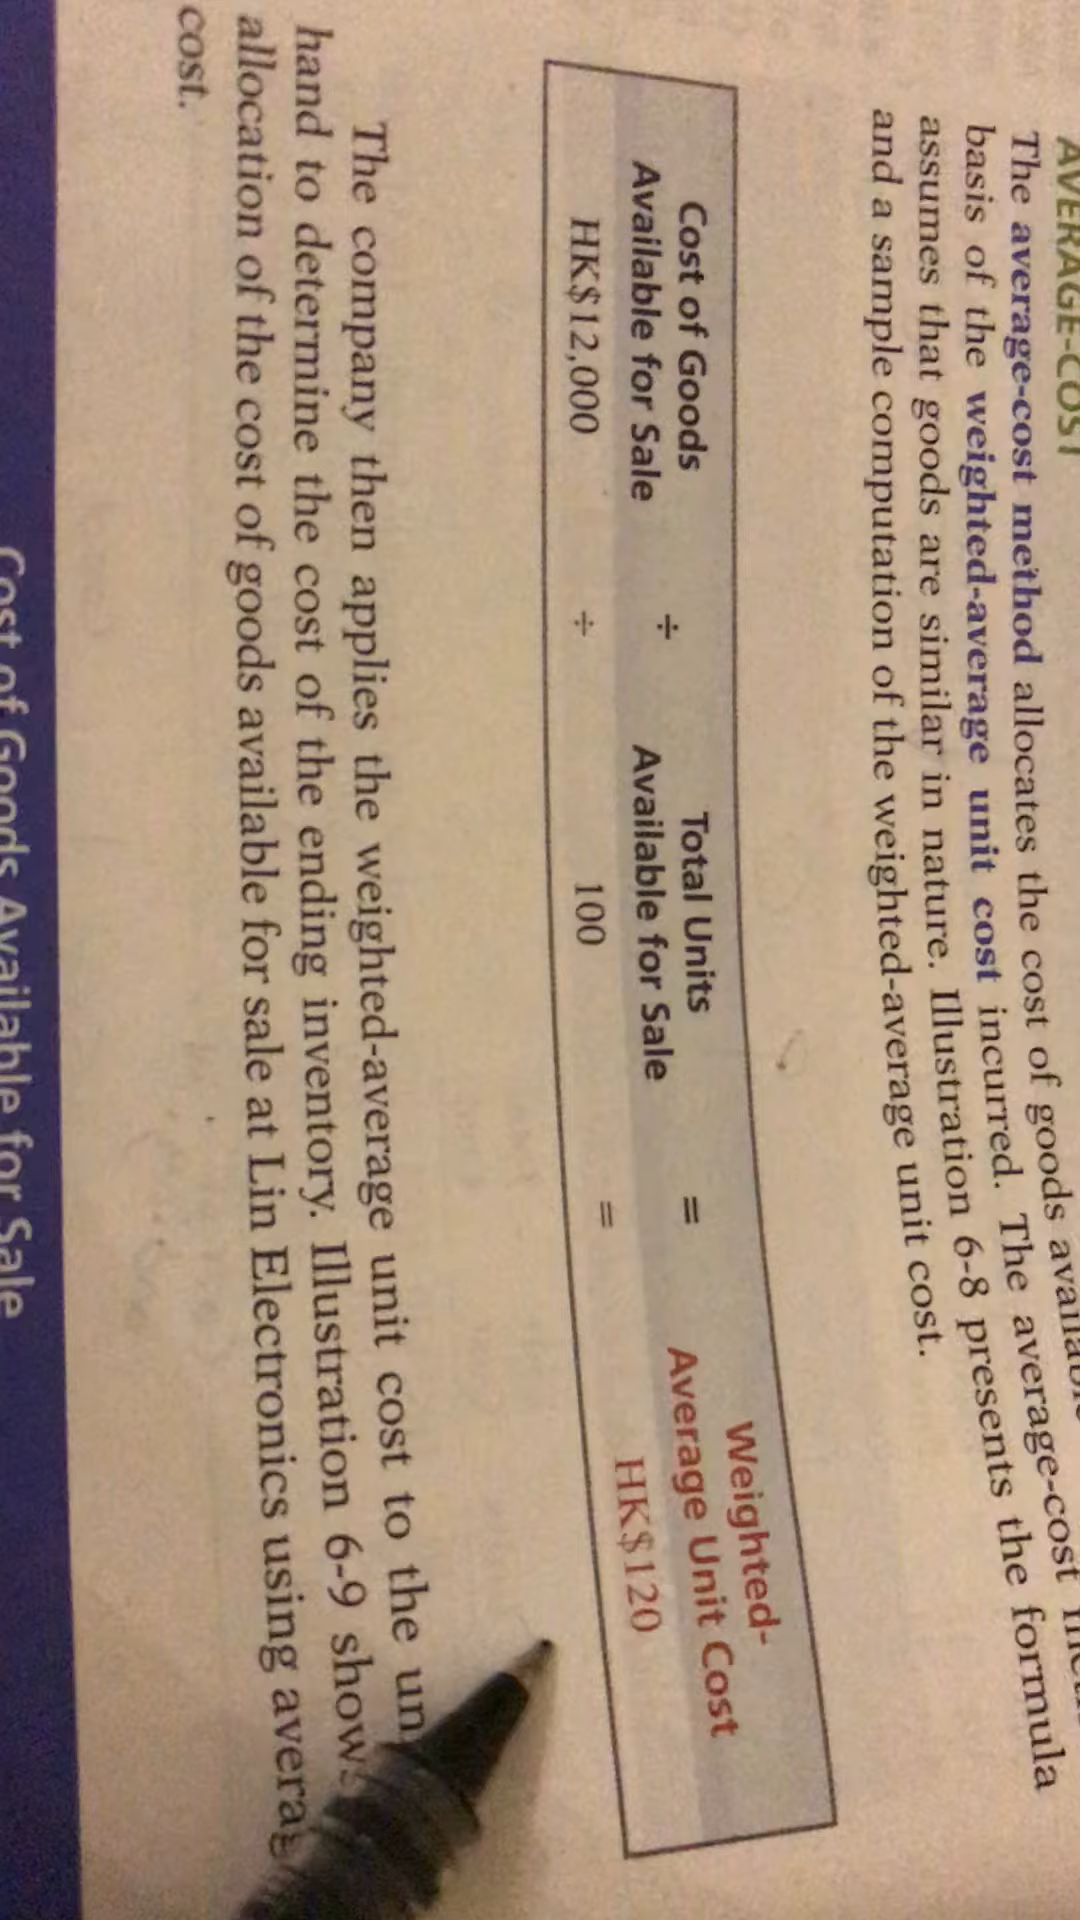 AVERAGE-COST
The average-cost method allocates the cost of goods available
basis of the weighted-average unit cost incurred. The average-cost
assumes that goods are similar in nature. Illustration 6-8 presents the formula
and a sample computation of the weighted-average unit cost.
Weighted-
Cost of Goods Total Units Average Unit Cost
Available for Sale ÷ Available for Sale =
HK$12,000 ÷ 100 = HK$120
The company then applies the weighted-average unit cost to the un
hand to determine the cost of the ending inventory. Illustration 6-9 shows
allocation of the cost of goods available for sale at Lin Electronics using averag
cost.
Cost of Goods Available for Sale